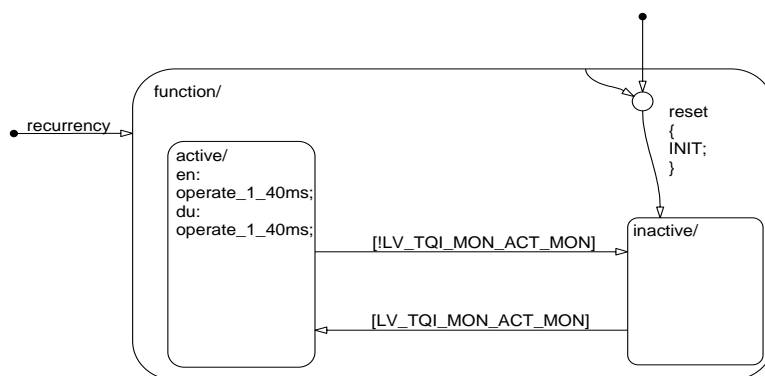 function/
recurrency
reset
{
INIT;
}
active/
en:
operate_1_40ms;
du:
operate_1_40ms;
[!LV_TQI_MON_ACT_MON]
inactive/
[LV_TQI_MON_ACT_MON]